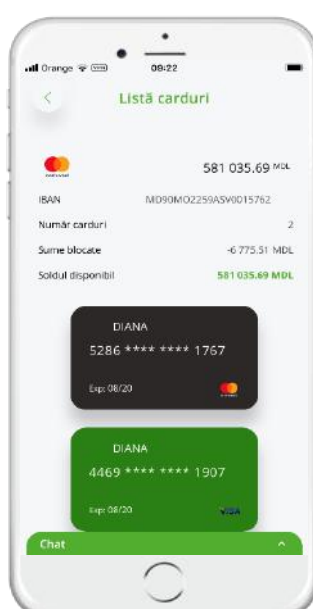 Orange VPN 09:22
Listă carduri
581 035.69 MDL
IBAN MD90MO2259ASV0015762
Număr carduri 2
Sume blocate -6 775.51 MDL
Soldul disponibil 581 035.69 MDL
DIANA
5286 **** **** 1767
Exp: 08/20
DIANA
4469 **** **** 1907
Exp: 08/20 VISA
Chat